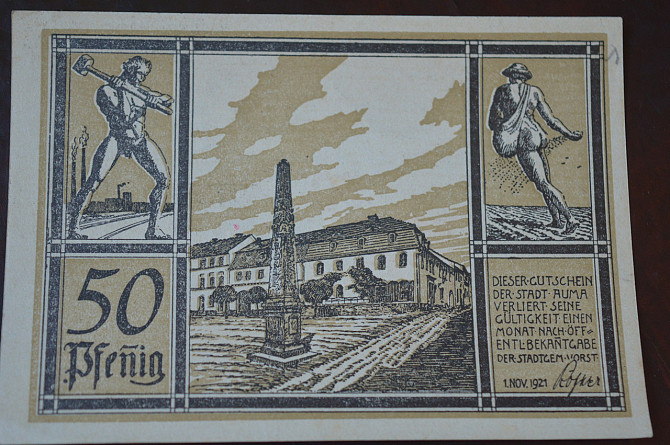 50
Pfenig
DIESER·GUTSCHEIN
DER·STADT·AUMA
VERLIERT SEINE
GÜLTIGKEIT EINEN
MONAT·NACH·ÖFF=
ENTL.BEKANTGABE
DER·STADTGEM.VORST
1.NOV.1921